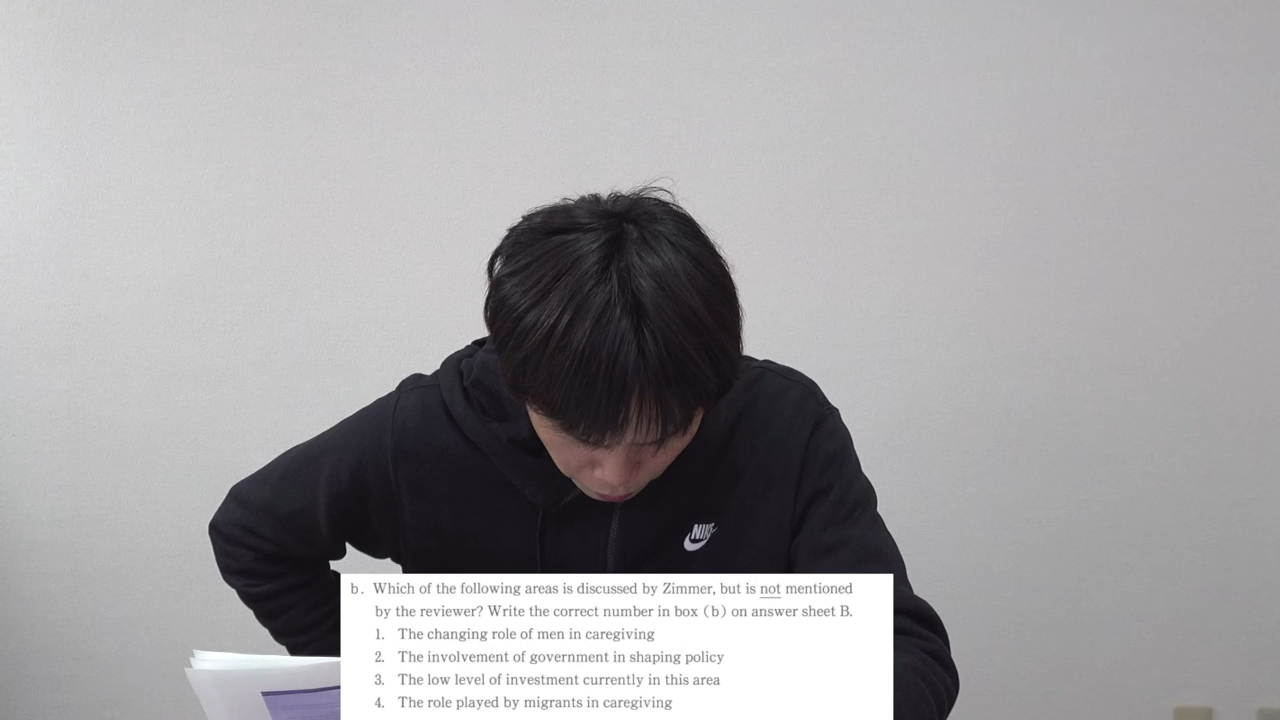 NIKE
b. Which of the following areas is discussed by Zimmer, but is not mentioned
by the reviewer? Write the correct number in box (b) on answer sheet B.
1. The changing role of men in caregiving
2. The involvement of government in shaping policy
3. The low level of investment currently in this area
4. The role played by migrants in caregiving